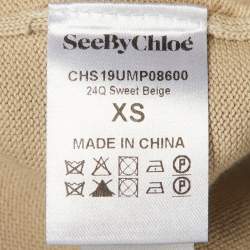 SeeByChloé
CHS19UMP08600
24Q Sweet Beige
XS
MADE IN CHINA
P
P